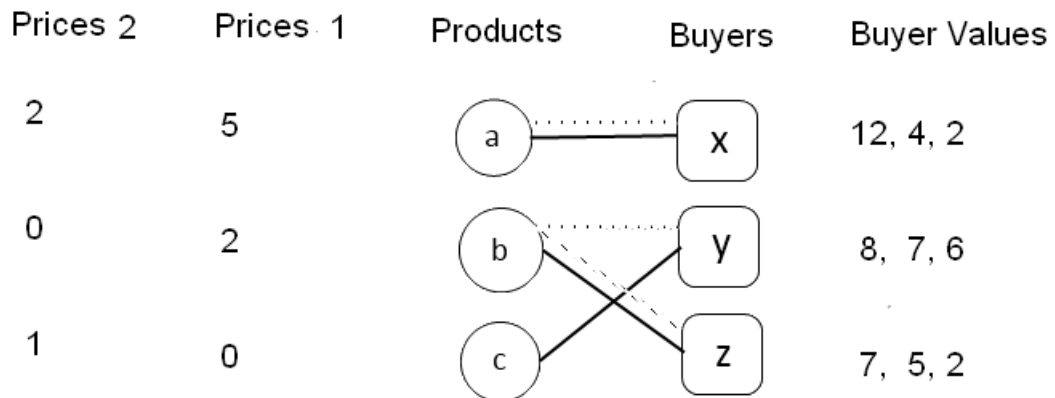 Prices 2 Prices 1 Products Buyers Buyer Values
2 5 a x 12, 4, 2
0 2 b y 8, 7, 6
1 0 c z 7, 5, 2